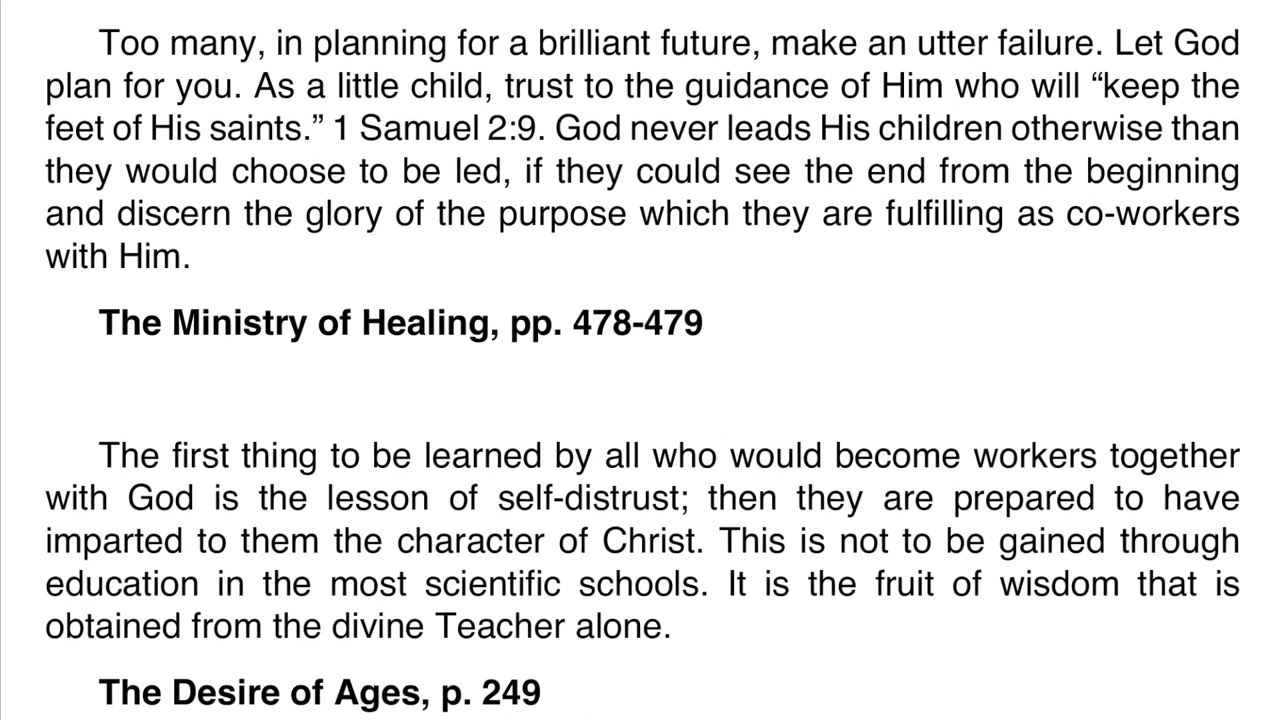 Too many, in planning for a brilliant future, make an utter failure. Let God
plan for you. As a little child, trust to the guidance of Him who will “keep the
feet of His saints.” 1 Samuel 2:9. God never leads His children otherwise than
they would choose to be led, if they could see the end from the beginning
and discern the glory of the purpose which they are fulfilling as co-workers
with Him.
The Ministry of Healing, pp. 478-479
The first thing to be learned by all who would become workers together
with God is the lesson of self-distrust; then they are prepared to have
imparted to them the character of Christ. This is not to be gained through
education in the most scientific schools. It is the fruit of wisdom that is
obtained from the divine Teacher alone.
The Desire of Ages, p. 249